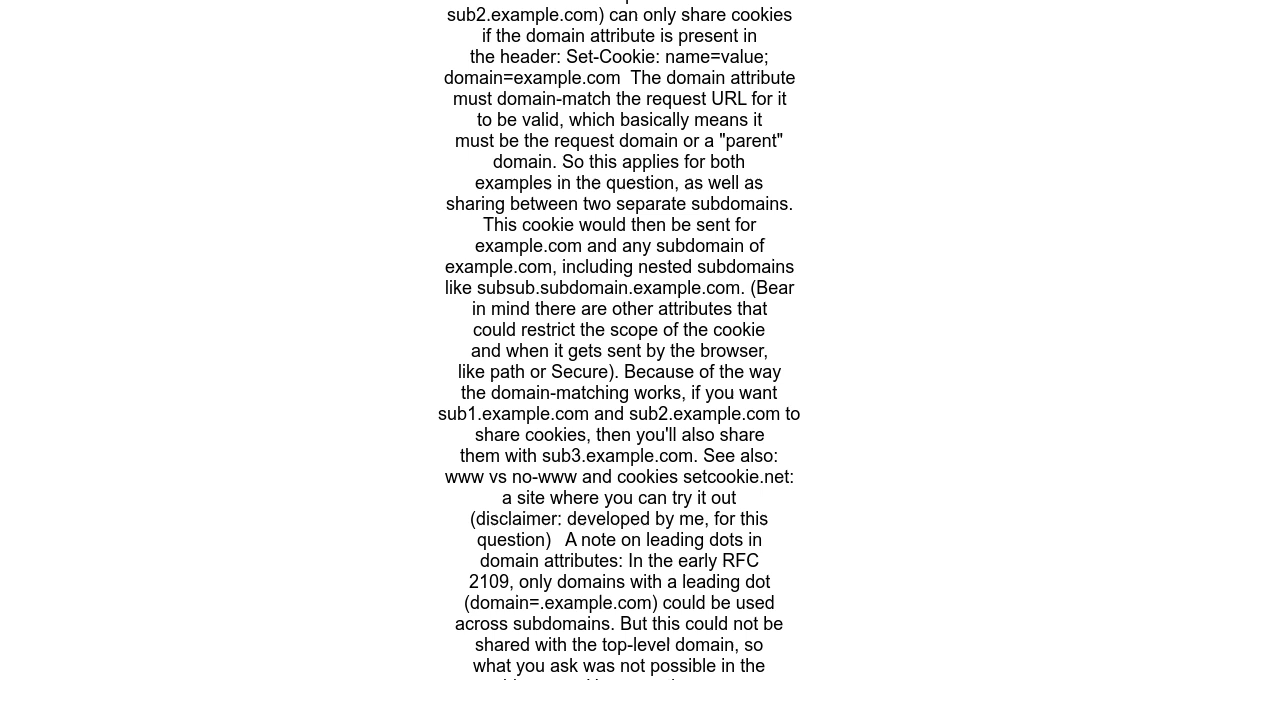 sub2.example.com) can only share cookies
if the domain attribute is present in
the header: Set-Cookie: name=value;
domain=example.com  The domain attribute
must domain-match the request URL for it
to be valid, which basically means it
must be the request domain or a "parent"
domain. So this applies for both
examples in the question, as well as
sharing between two separate subdomains.
This cookie would then be sent for
example.com and any subdomain of
example.com, including nested subdomains
like subsub.subdomain.example.com. (Bear
in mind there are other attributes that
could restrict the scope of the cookie
and when it gets sent by the browser,
like path or Secure). Because of the way
the domain-matching works, if you want
sub1.example.com and sub2.example.com to
share cookies, then you'll also share
them with sub3.example.com. See also:
www vs no-www and cookies setcookie.net:
a site where you can try it out
(disclaimer: developed by me, for this
question)   A note on leading dots in
domain attributes: In the early RFC
2109, only domains with a leading dot
(domain=.example.com) could be used
across subdomains. But this could not be
shared with the top-level domain, so
what you ask was not possible in the